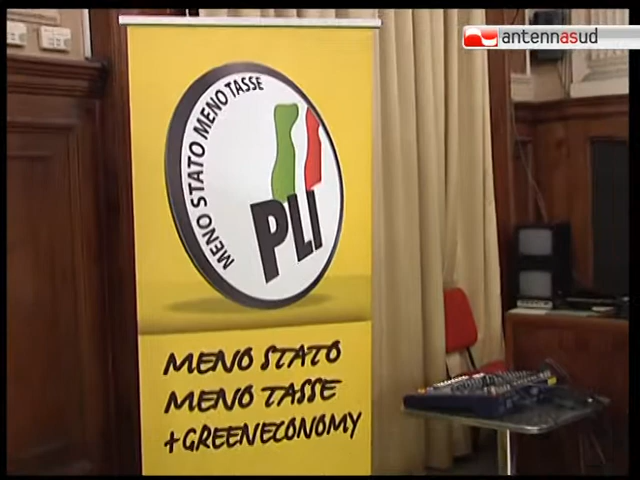 antennasud
MENO STATO MENO TASSE
PLI
MENO STATO
MENO TASSE
+GREENECONOMY